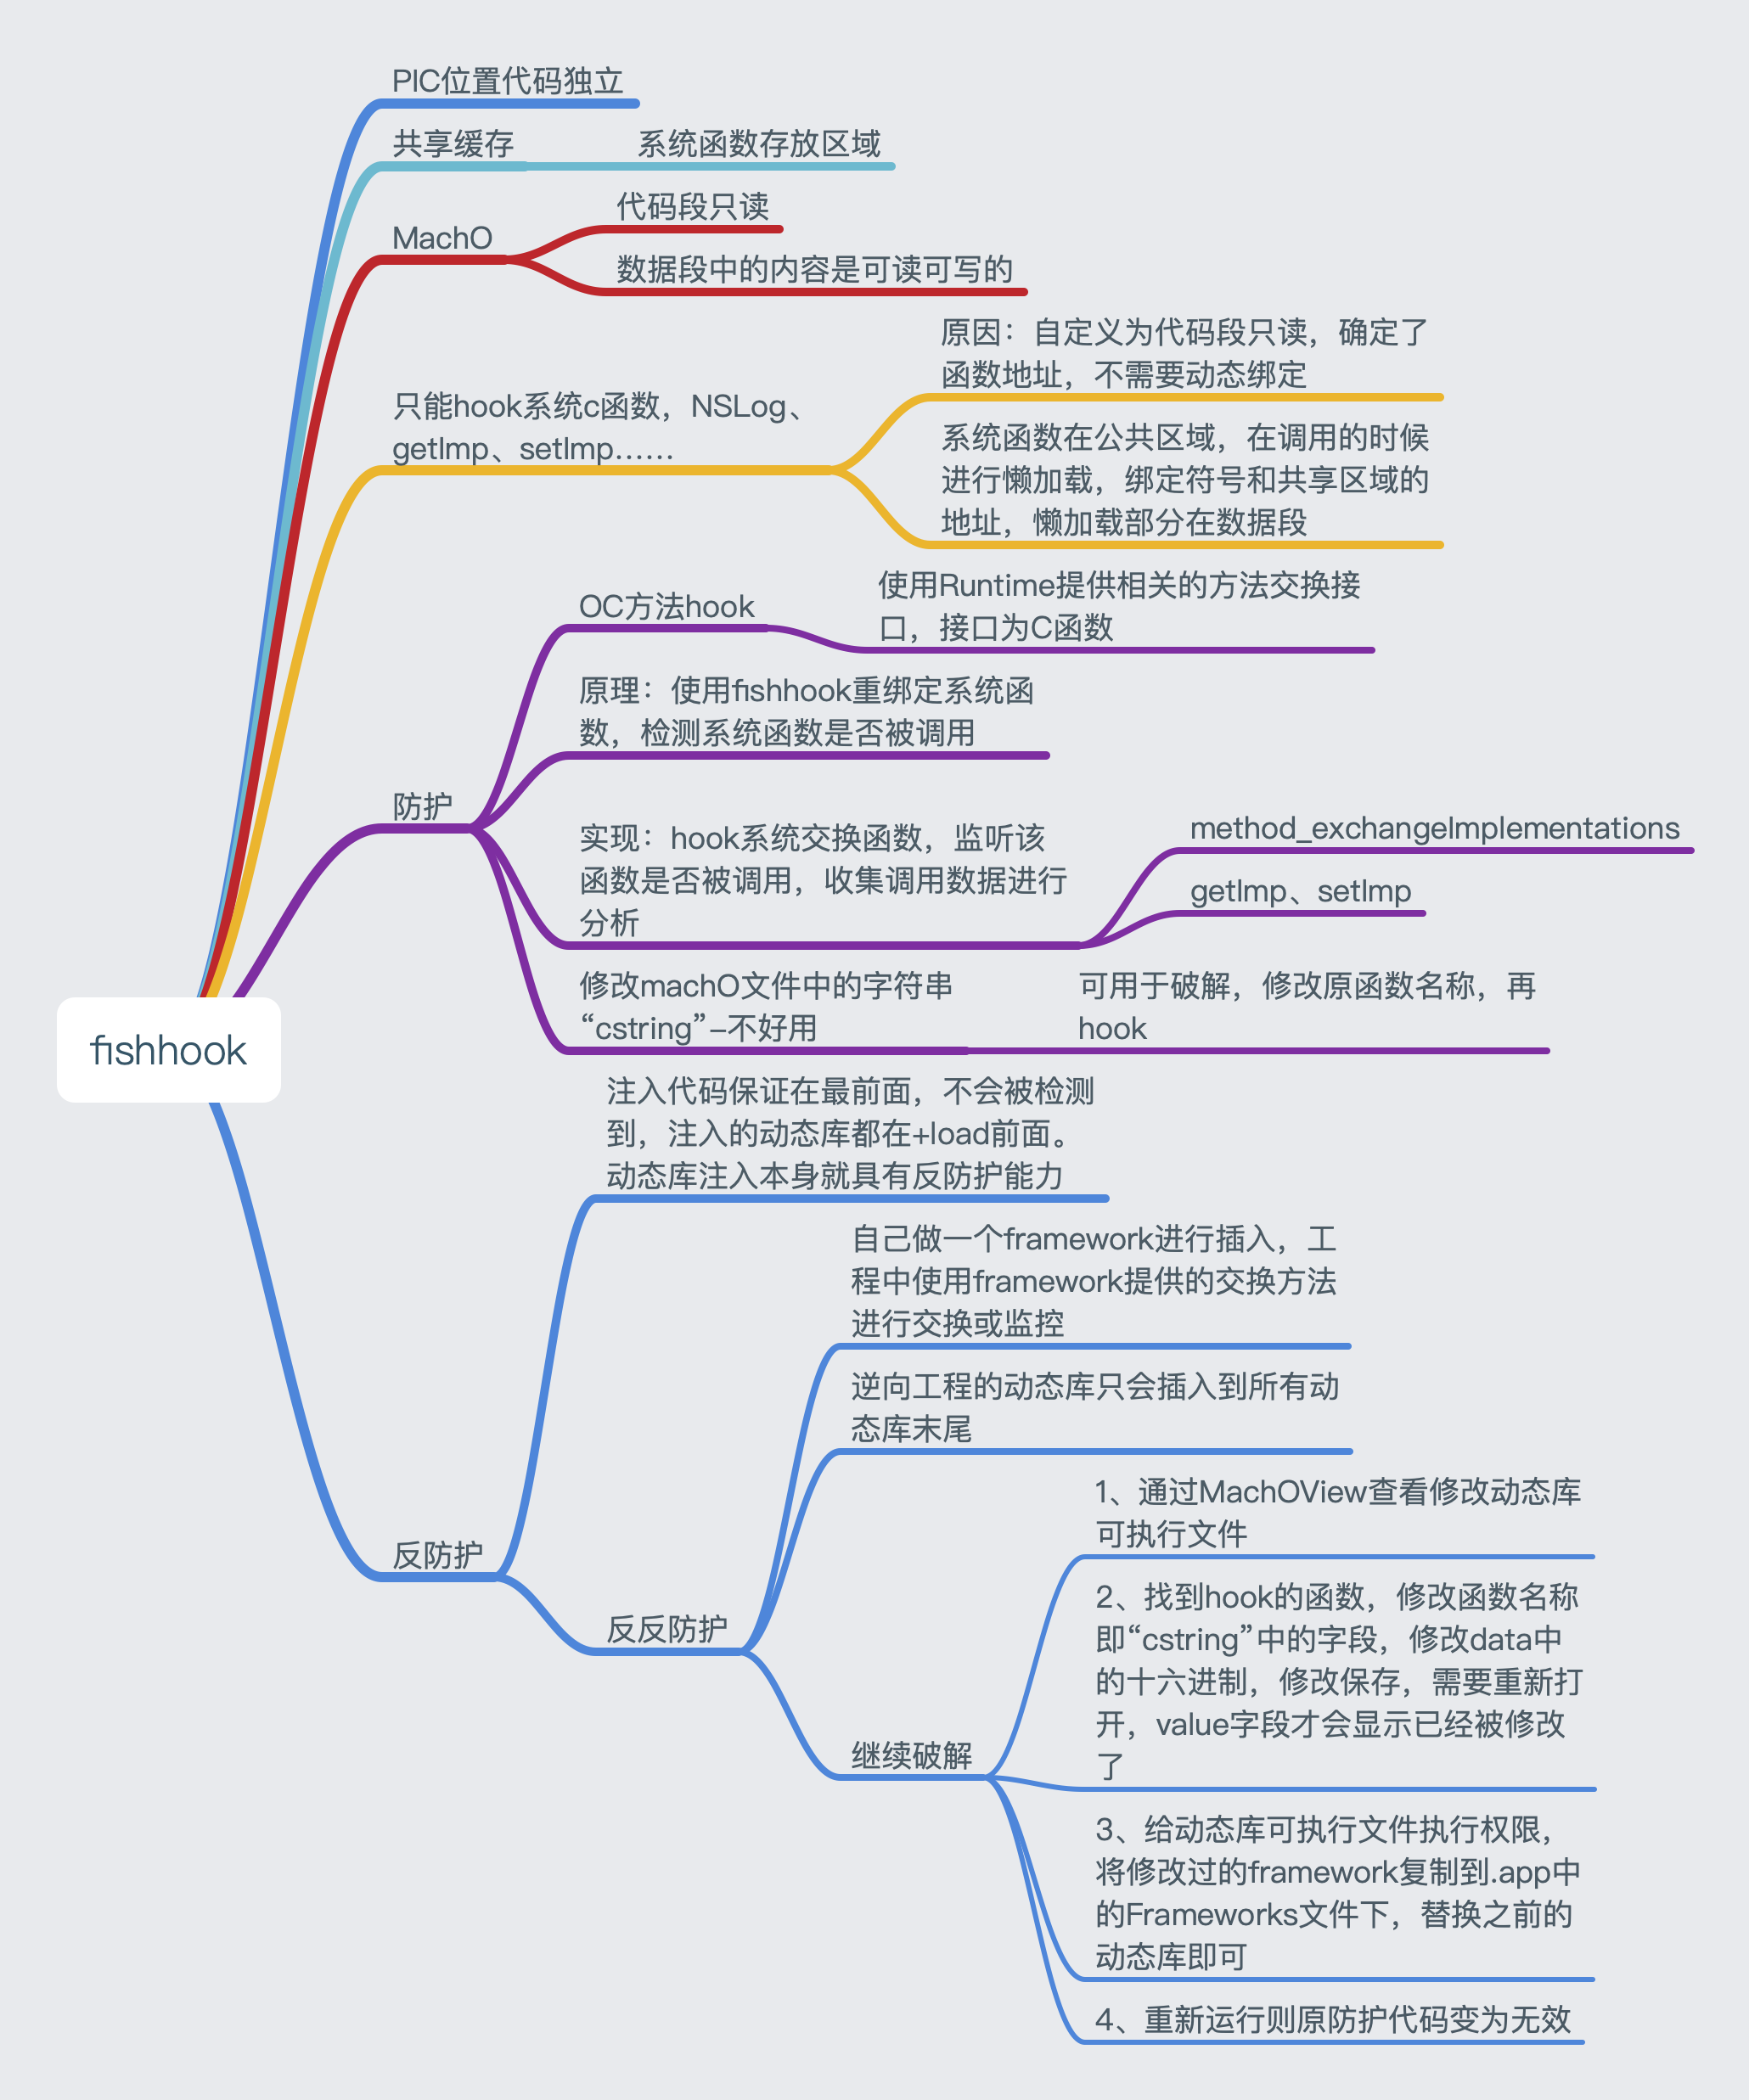 PIC位置代码独立
共享缓存
系统函数存放区域
MachO
代码段只读
数据段中的内容是可读可写的
只能hook系统c函数，NSLog、
getImp、setImp……
原因：自定义为代码段只读，确定了
函数地址，不需要动态绑定
系统函数在公共区域，在调用的时候
进行懒加载，绑定符号和共享区域的
地址，懒加载部分在数据段
防护
OC方法hook
使用Runtime提供相关的方法交换接
口，接口为C函数
原理：使用fishhook重绑定系统函
数，检测系统函数是否被调用
实现：hook系统交换函数，监听该
函数是否被调用，收集调用数据进行
分析
method_exchangeImplementations
getImp、setImp
修改machO文件中的字符串
“cstring”–不好用
可用于破解，修改原函数名称，再
hook
fishhook
反防护
注入代码保证在最前面，不会被检测
到，注入的动态库都在+load前面。
动态库注入本身就具有反防护能力
反反防护
自己做一个framework进行插入，工
程中使用framework提供的交换方法
进行交换或监控
逆向工程的动态库只会插入到所有动
态库末尾
继续破解
1、通过MachOView查看修改动态库
可执行文件
2、找到hook的函数，修改函数名称
即“cstring”中的字段，修改data中
的十六进制，修改保存，需要重新打
开，value字段才会显示已经被修改
了
3、给动态库可执行文件执行权限，
将修改过的framework复制到.app中
的Frameworks文件下，替换之前的
动态库即可
4、重新运行则原防护代码变为无效